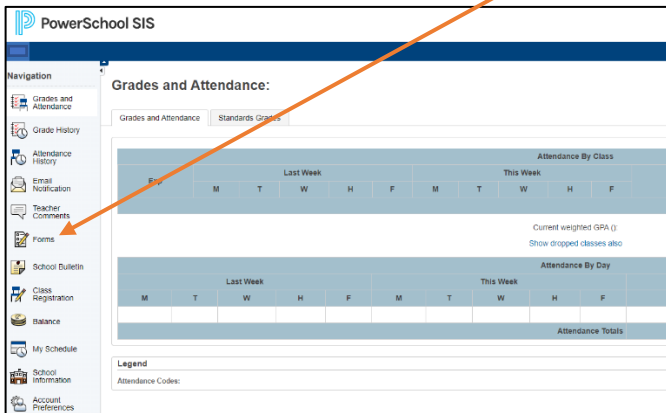 PowerSchool SIS
Navigation
Grades and
Attendance
Grade History
Attendance
History
Email
Notification
Teacher
Comments
Forms
School Bulletin
Class
Registration
Balance
My Schedule
School
Information
Account
Preferences
Grades and Attendance:
Grades and Attendance Standards Grades
Attendance By Class
Exp Last Week This Week
M T W H F M T W H F
Current weighted GPA ():
Show dropped classes also
Attendance By Day
Last Week This Week
M T W H F M T W H F
Attendance Totals
Legend
Attendance Codes: